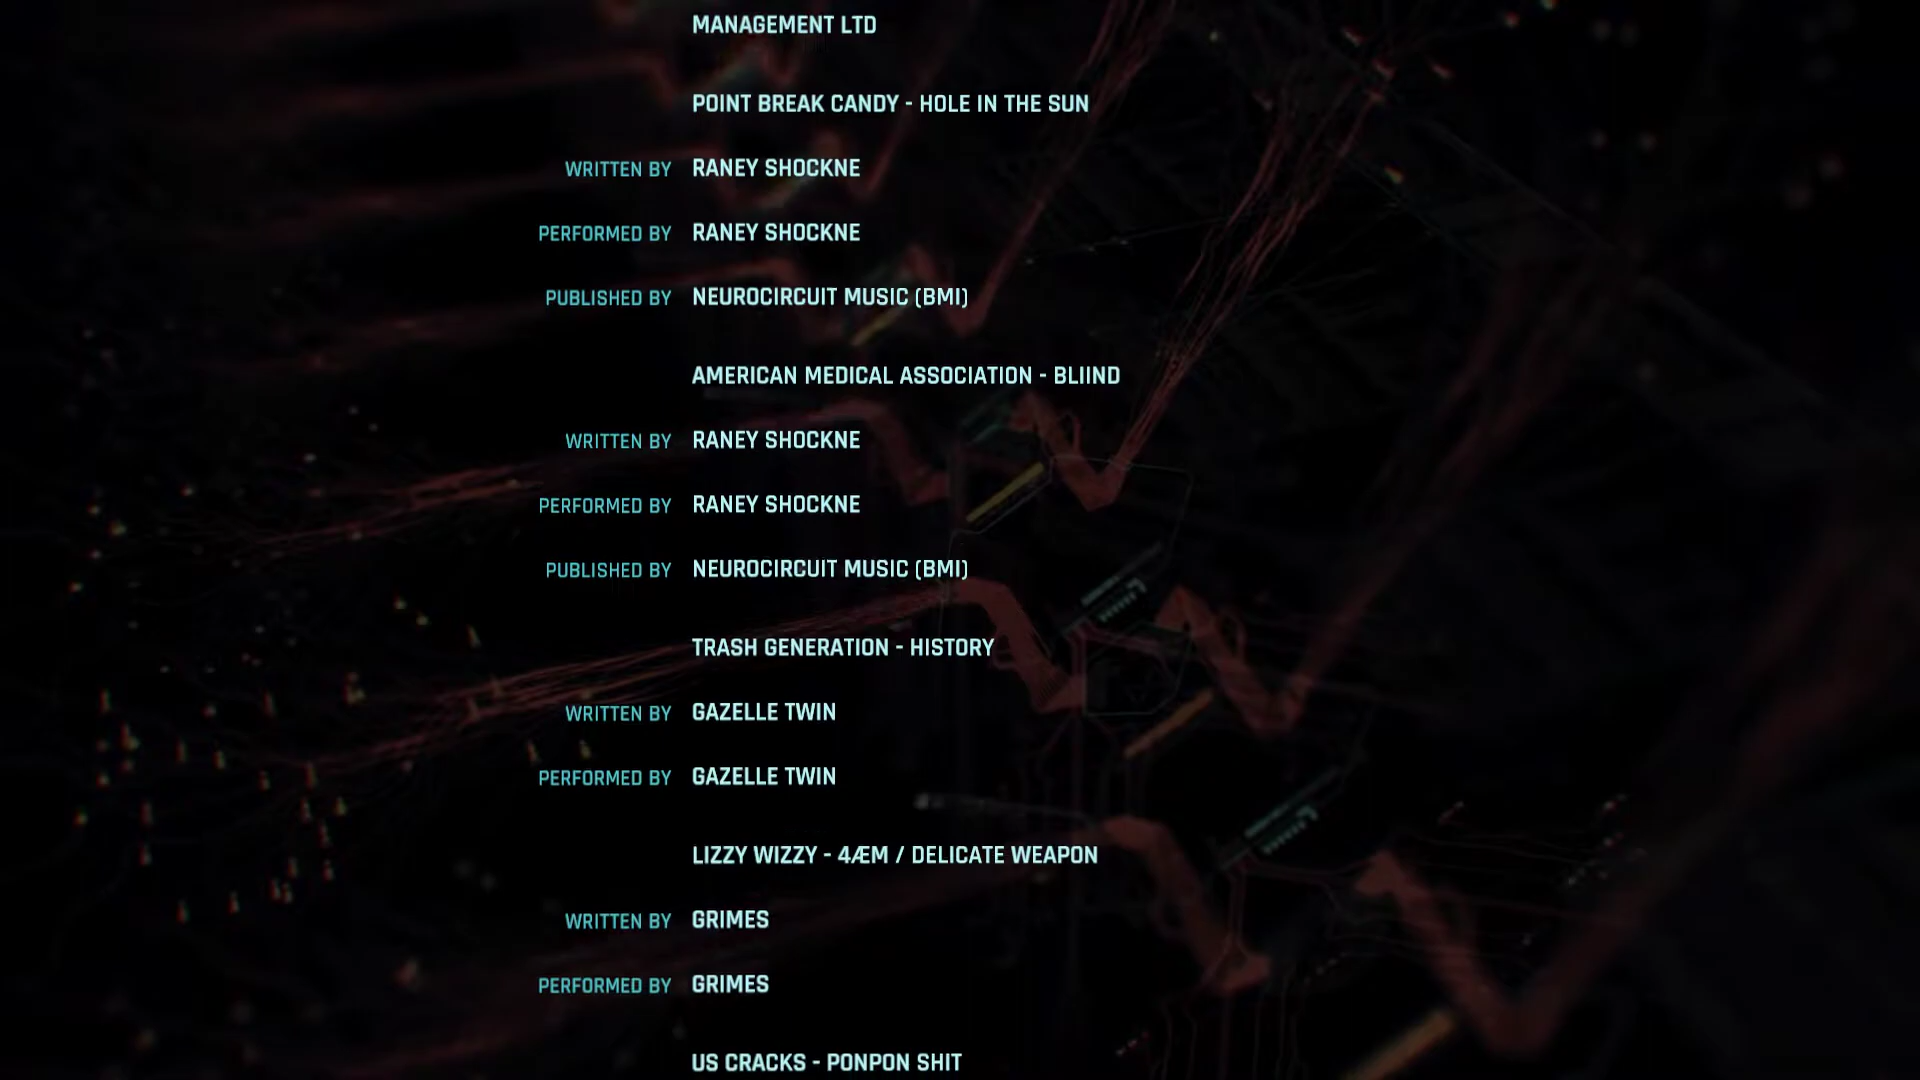 MANAGEMENT LTD
POINT BREAK CANDY - HOLE IN THE SUN
WRITTEN BY RANEY SHOCKNE
PERFORMED BY RANEY SHOCKNE
PUBLISHED BY NEUROCIRCUIT MUSIC (BMI)
AMERICAN MEDICAL ASSOCIATION - BLIIND
WRITTEN BY RANEY SHOCKNE
PERFORMED BY RANEY SHOCKNE
PUBLISHED BY NEUROCIRCUIT MUSIC (BMI)
TRASH GENERATION - HISTORY
WRITTEN BY GAZELLE TWIN
PERFORMED BY GAZELLE TWIN
LIZZY WIZZY - 4ÆM / DELICATE WEAPON
WRITTEN BY GRIMES
PERFORMED BY GRIMES
US CRACKS - PONPON SHIT